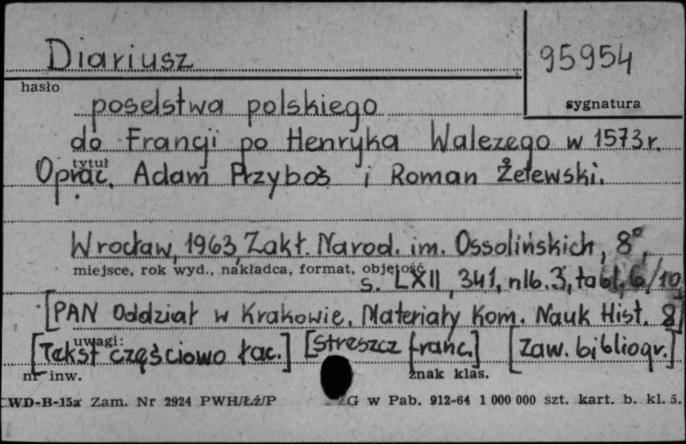 Diariusz
95954
hasło
sygnatura
poselstwa polskiego
do Francji po Henryka Walezego w 1573 r.
tytuł
Oprac. Adam Przyboś i Roman Żelewski.
Wrocław, 1963, Zakł. Narod. im. Ossolińskich, 8°,
miejsce, rok wyd., nakładca, format, objętość
s. LXII, 341, nlb. 3, tabl. 6/10
[PAN Oddział w Krakowie, Materiały Kom. Nauk Hist. 8]
uwagi:
[Tekst częściowo łac.] [Streszcz franc.] [Zaw. bibliogr.]
nr inw.
znak klas.
CWD-B-15a Zam. Nr 2924 PWH/Łż/P ZG w Pab. 912-64 1 000 000 szt. kart. b. kl. 5.